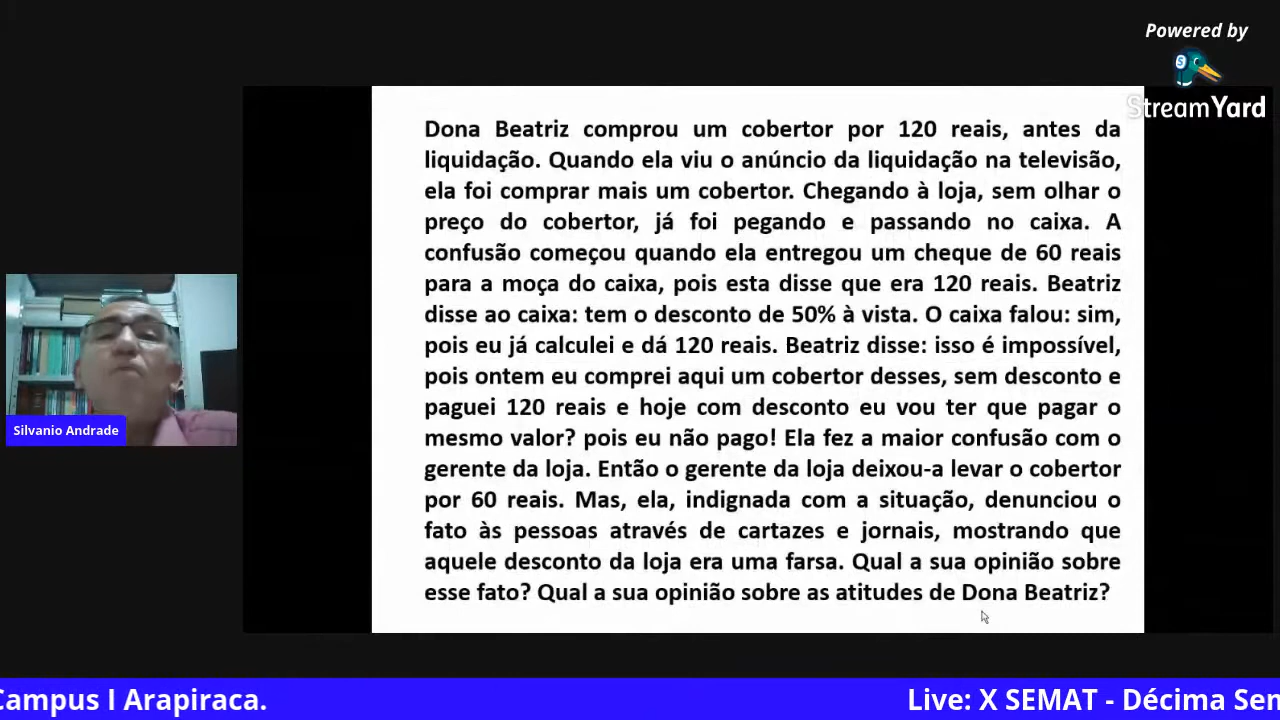 Powered by
StreamYard
Dona Beatriz comprou um cobertor por 120 reais, antes da
liquidação. Quando ela viu o anúncio da liquidação na televisão,
ela foi comprar mais um cobertor. Chegando à loja, sem olhar o
preço do cobertor, já foi pegando e passando no caixa. A
confusão começou quando ela entregou um cheque de 60 reais
para a moça do caixa, pois esta disse que era 120 reais. Beatriz
disse ao caixa: tem o desconto de 50% à vista. O caixa falou: sim,
pois eu já calculei e dá 120 reais. Beatriz disse: isso é impossível,
pois ontem eu comprei aqui um cobertor desses, sem desconto e
paguei 120 reais e hoje com desconto eu vou ter que pagar o
mesmo valor? pois eu não pago! Ela fez a maior confusão com o
gerente da loja. Então o gerente da loja deixou-a levar o cobertor
por 60 reais. Mas, ela, indignada com a situação, denunciou o
fato às pessoas através de cartazes e jornais, mostrando que
aquele desconto da loja era uma farsa. Qual a sua opinião sobre
esse fato? Qual a sua opinião sobre as atitudes de Dona Beatriz?
Silvanio Andrade
Campus I Arapiraca.
Live: X SEMAT - Décima Sem